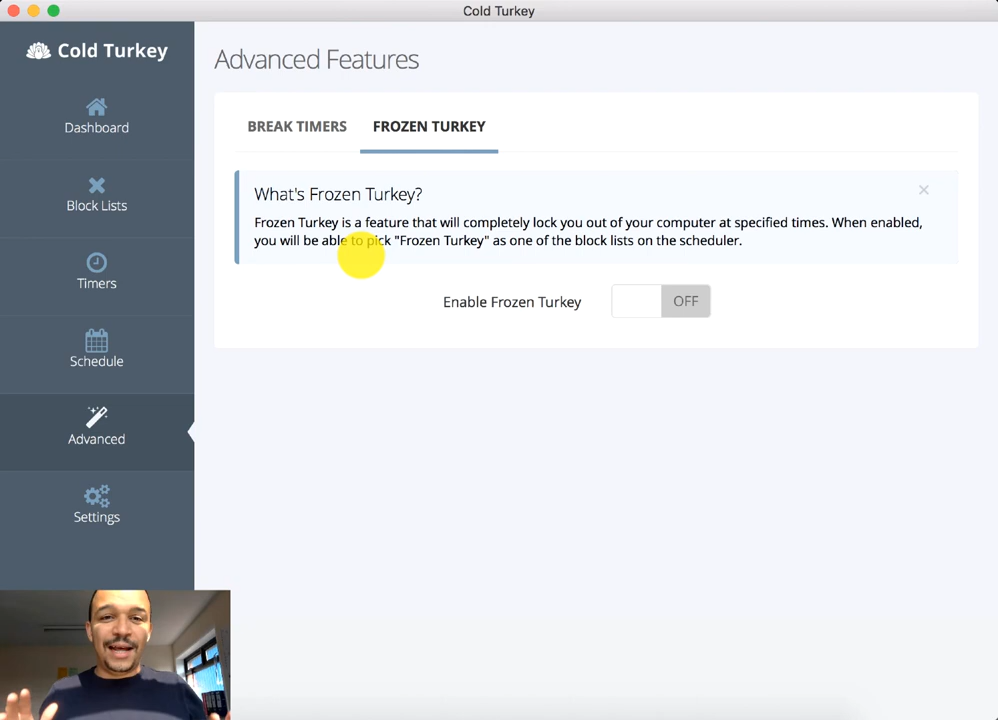 Cold Turkey
Cold Turkey
Dashboard
Block Lists
Timers
Schedule
Advanced
Settings
Advanced Features
BREAK TIMERS
FROZEN TURKEY
What's Frozen Turkey?
Frozen Turkey is a feature that will completely lock you out of your computer at specified times. When enabled,
you will be able to pick "Frozen Turkey" as one of the block lists on the scheduler.
Enable Frozen Turkey
OFF